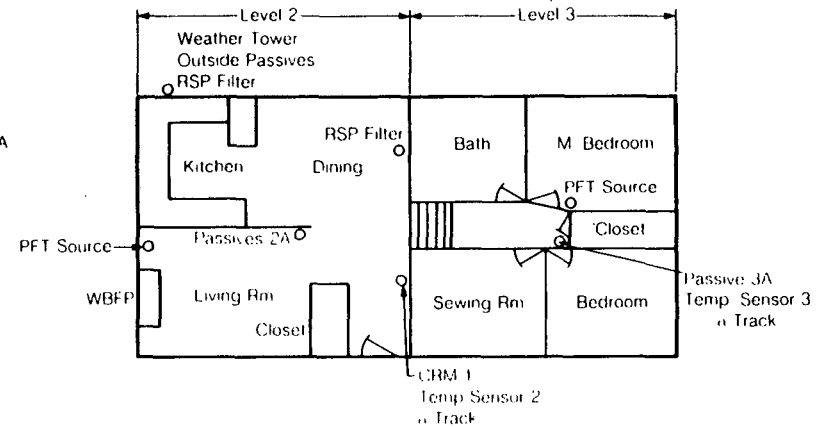 Level 2
Level 3
Weather Tower
Outside Passives
RSP Filter
A
RSP Filter
Bath
M Bedroom
Kitchen
Dining
PFT Source
Closet
Passives 2A
PFT Source
WBFP
Living Rm
Closet
Sewing Rm
Bedroom
Passive 3A
Temp Sensor 3
α Track
CRM 1
Temp Sensor 2
α Track